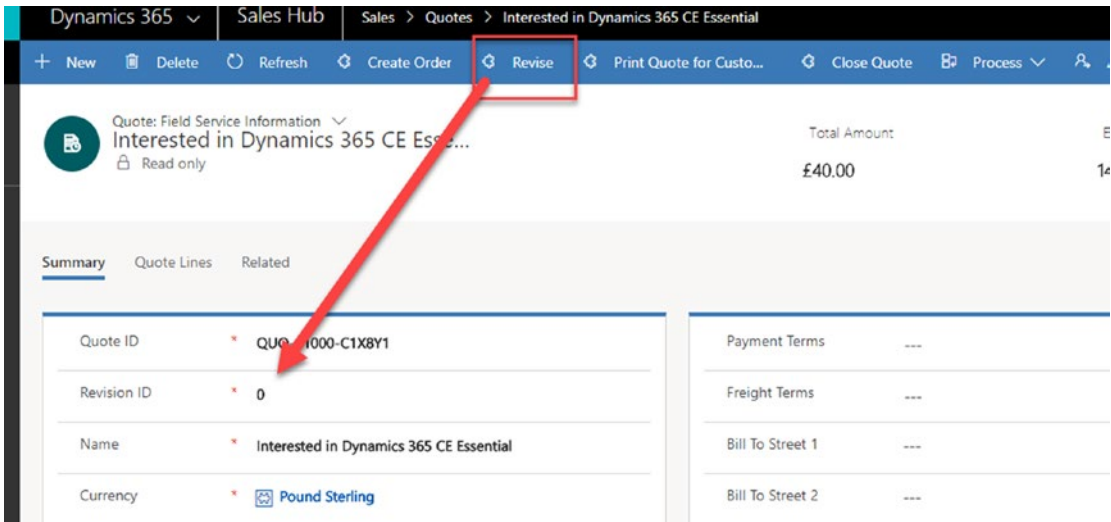 Dynamics 365 Sales Hub Sales > Quotes > Interested in Dynamics 365 CE Essential
+ New Delete Refresh Create Order Revise Print Quote for Custo... Close Quote Process
Quote: Field Service Information
Interested in Dynamics 365 CE Esse...
Read only
Total Amount
£40.00
Summary Quote Lines Related
Quote ID *
Revision ID * 0
Name * Interested in Dynamics 365 CE Essential
Currency * Pound Sterling
Payment Terms ---
Freight Terms ---
Bill To Street 1 ---
Bill To Street 2 ---